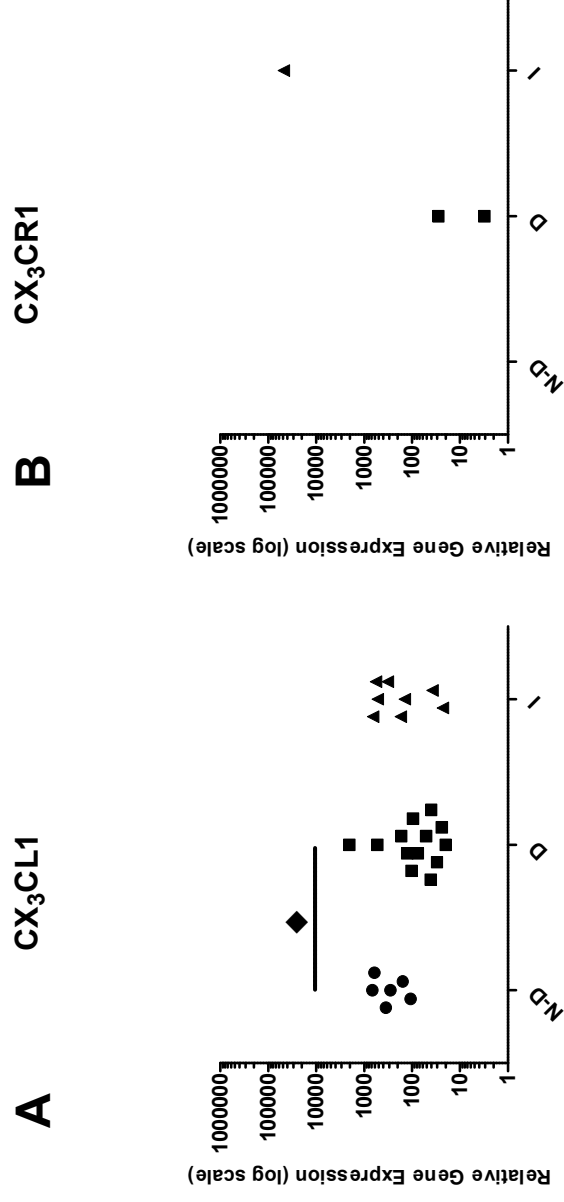 A
CX₃CL1
Relative Gene Expression (log scale)
1000000
100000
10000
1000
100
10
1
N-D
D
I
B
CX₃CR1
Relative Gene Expression (log scale)
1000000
100000
10000
1000
100
10
1
N-D
D
I